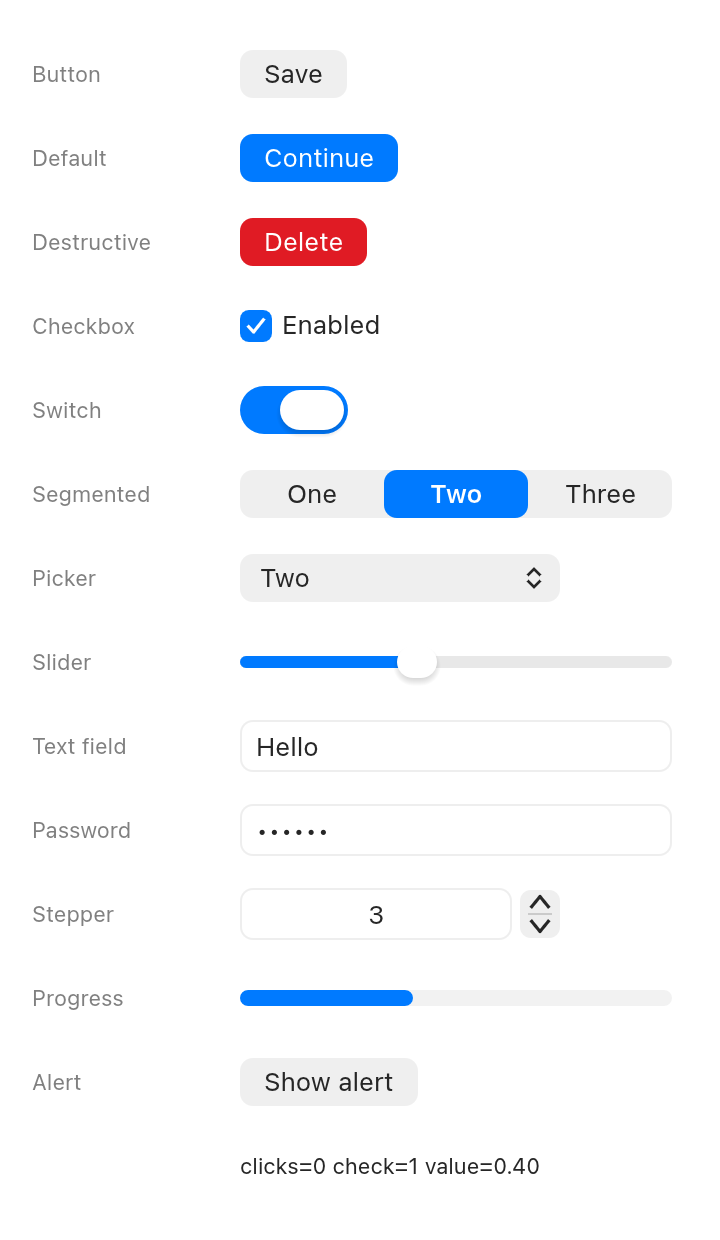 Button Save
Default Continue
Destructive Delete
Checkbox Enabled
Switch
Segmented One Two Three
Picker Two
Slider
Text field Hello
Password ••••••
Stepper 3
Progress
Alert Show alert
clicks=0 check=1 value=0.40